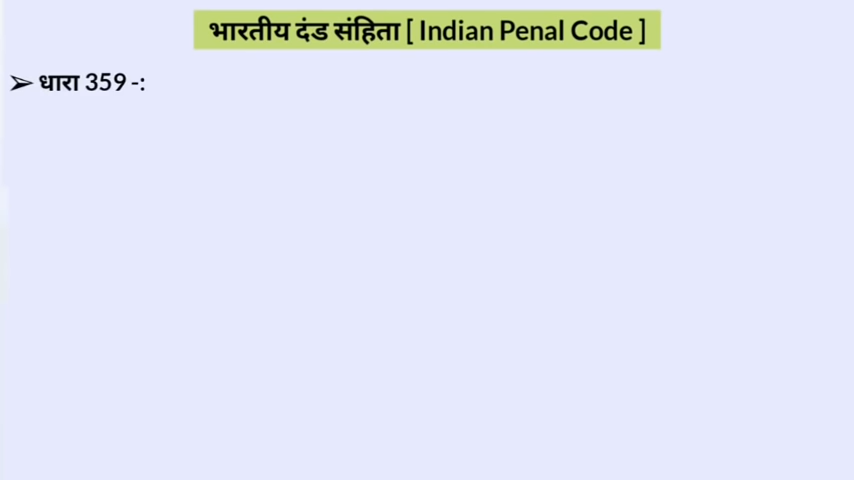 भारतीय दंड संहिता [ Indian Penal Code ]
➢ धारा 359 -: